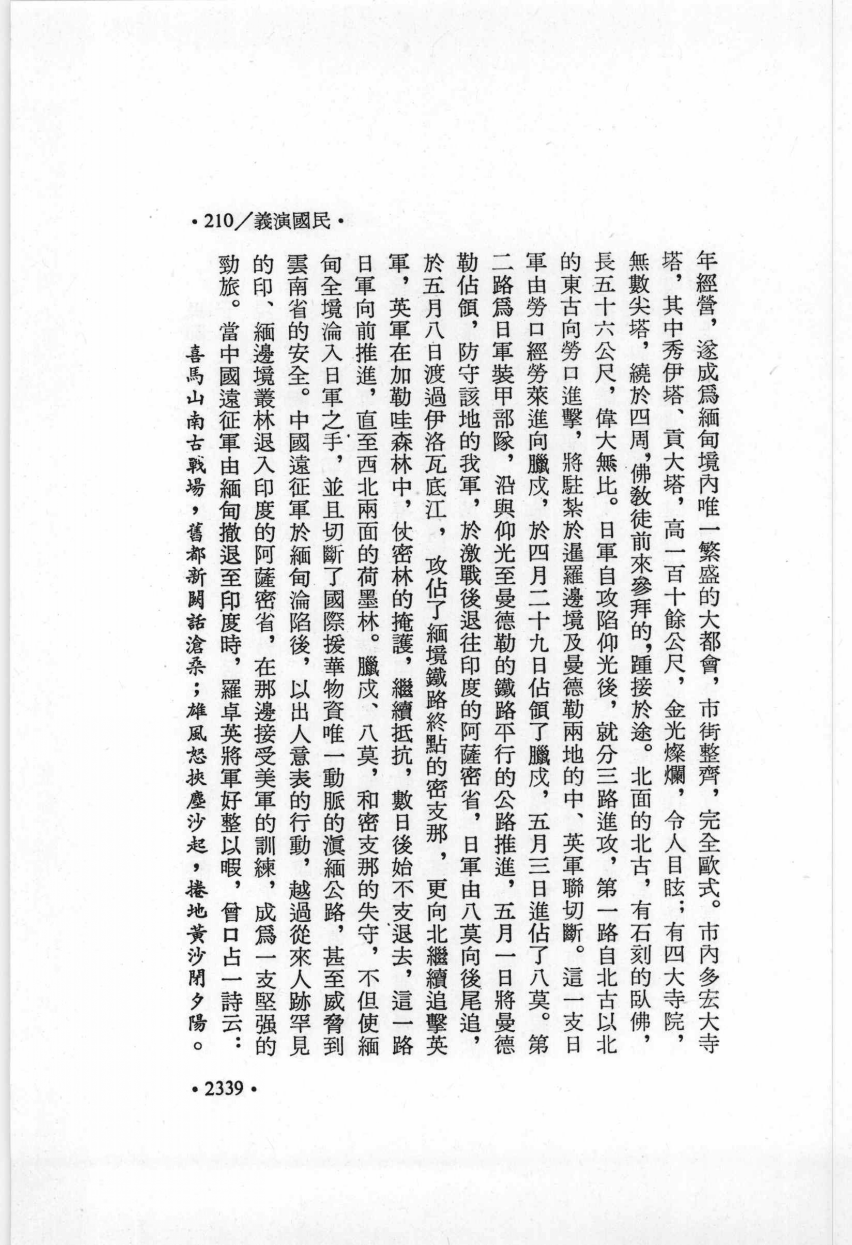 •210／義演國民•
年經營，遂成爲緬甸境內唯一繁盛的大都會，市街整齊，完全歐式。市內多宏大寺
塔，其中秀伊塔、貢大塔，高一百十餘公尺，金光燦爛，令人目眩；有四大寺院，
無數尖塔，繞於四周，佛教徒前來參拜的，踵接於途。北面的北古，有石刻的臥佛，
長五十六公尺，偉大無比。日軍自攻陷仰光後，就分三路進攻，第一路自北古以北
的東古向勞口進擊，將駐紮於暹羅邊境及曼德勒兩地的中、英軍聯切斷。這一支日
軍由勞口經勞萊進向臘戍，於四月二十九日佔領了臘戍，五月三日進佔了八莫。第
二路爲日軍裝甲部隊，沿與仰光至曼德勒的鐵路平行的公路推進，五月一日將曼德
勒佔領，防守該地的我軍，於激戰後退往印度的阿薩密省，日軍由八莫向後尾追，
於五月八日渡過伊洛瓦底江，攻佔了緬境鐵路終點的密支那，更向北繼續追擊英
軍，英軍在加勒哇森林中，仗密林的掩護，繼續抵抗，數日後始不支退去，這一路
日軍向前推進，直至西北兩面的荷墨林。臘戍、八莫，和密支那的失守，不但使緬
甸全境淪入日軍之手，並且切斷了國際援華物資唯一動脈的滇緬公路，甚至威脅到
雲南省的安全。中國遠征軍於緬甸淪陷後，以出人意表的行動，越過從來人跡罕見
的印、緬邊境叢林退入印度的阿薩密省，在那邊接受美軍的訓練，成爲一支堅强的
勁旅。當中國遠征軍由緬甸撤退至印度時，羅卓英將軍好整以暇，曾口占一詩云：
喜馬山南古戰場，舊都新闢話滄桑；雄風怒挾塵沙起，捲地黃沙閉夕陽。
•2339•